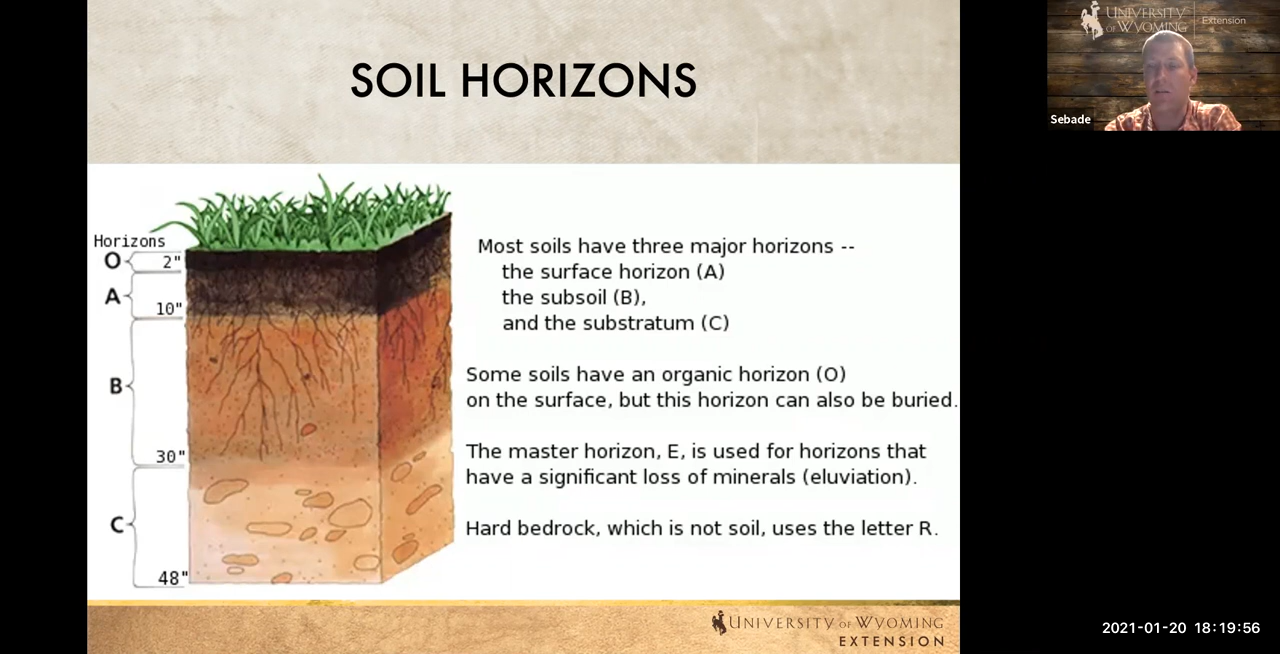 SOIL HORIZONS
Horizons
O
2"
A
10"
B
30"
C
48"
Most soils have three major horizons --
the surface horizon (A)
the subsoil (B),
and the substratum (C)
Some soils have an organic horizon (O)
on the surface, but this horizon can also be buried.
The master horizon, E, is used for horizons that
have a significant loss of minerals (eluviation).
Hard bedrock, which is not soil, uses the letter R.
UNIVERSITY OF WYOMING
EXTENSION
UNIVERSITY OF WYOMING
Extension
Sebade
2021-01-20 18:19:56